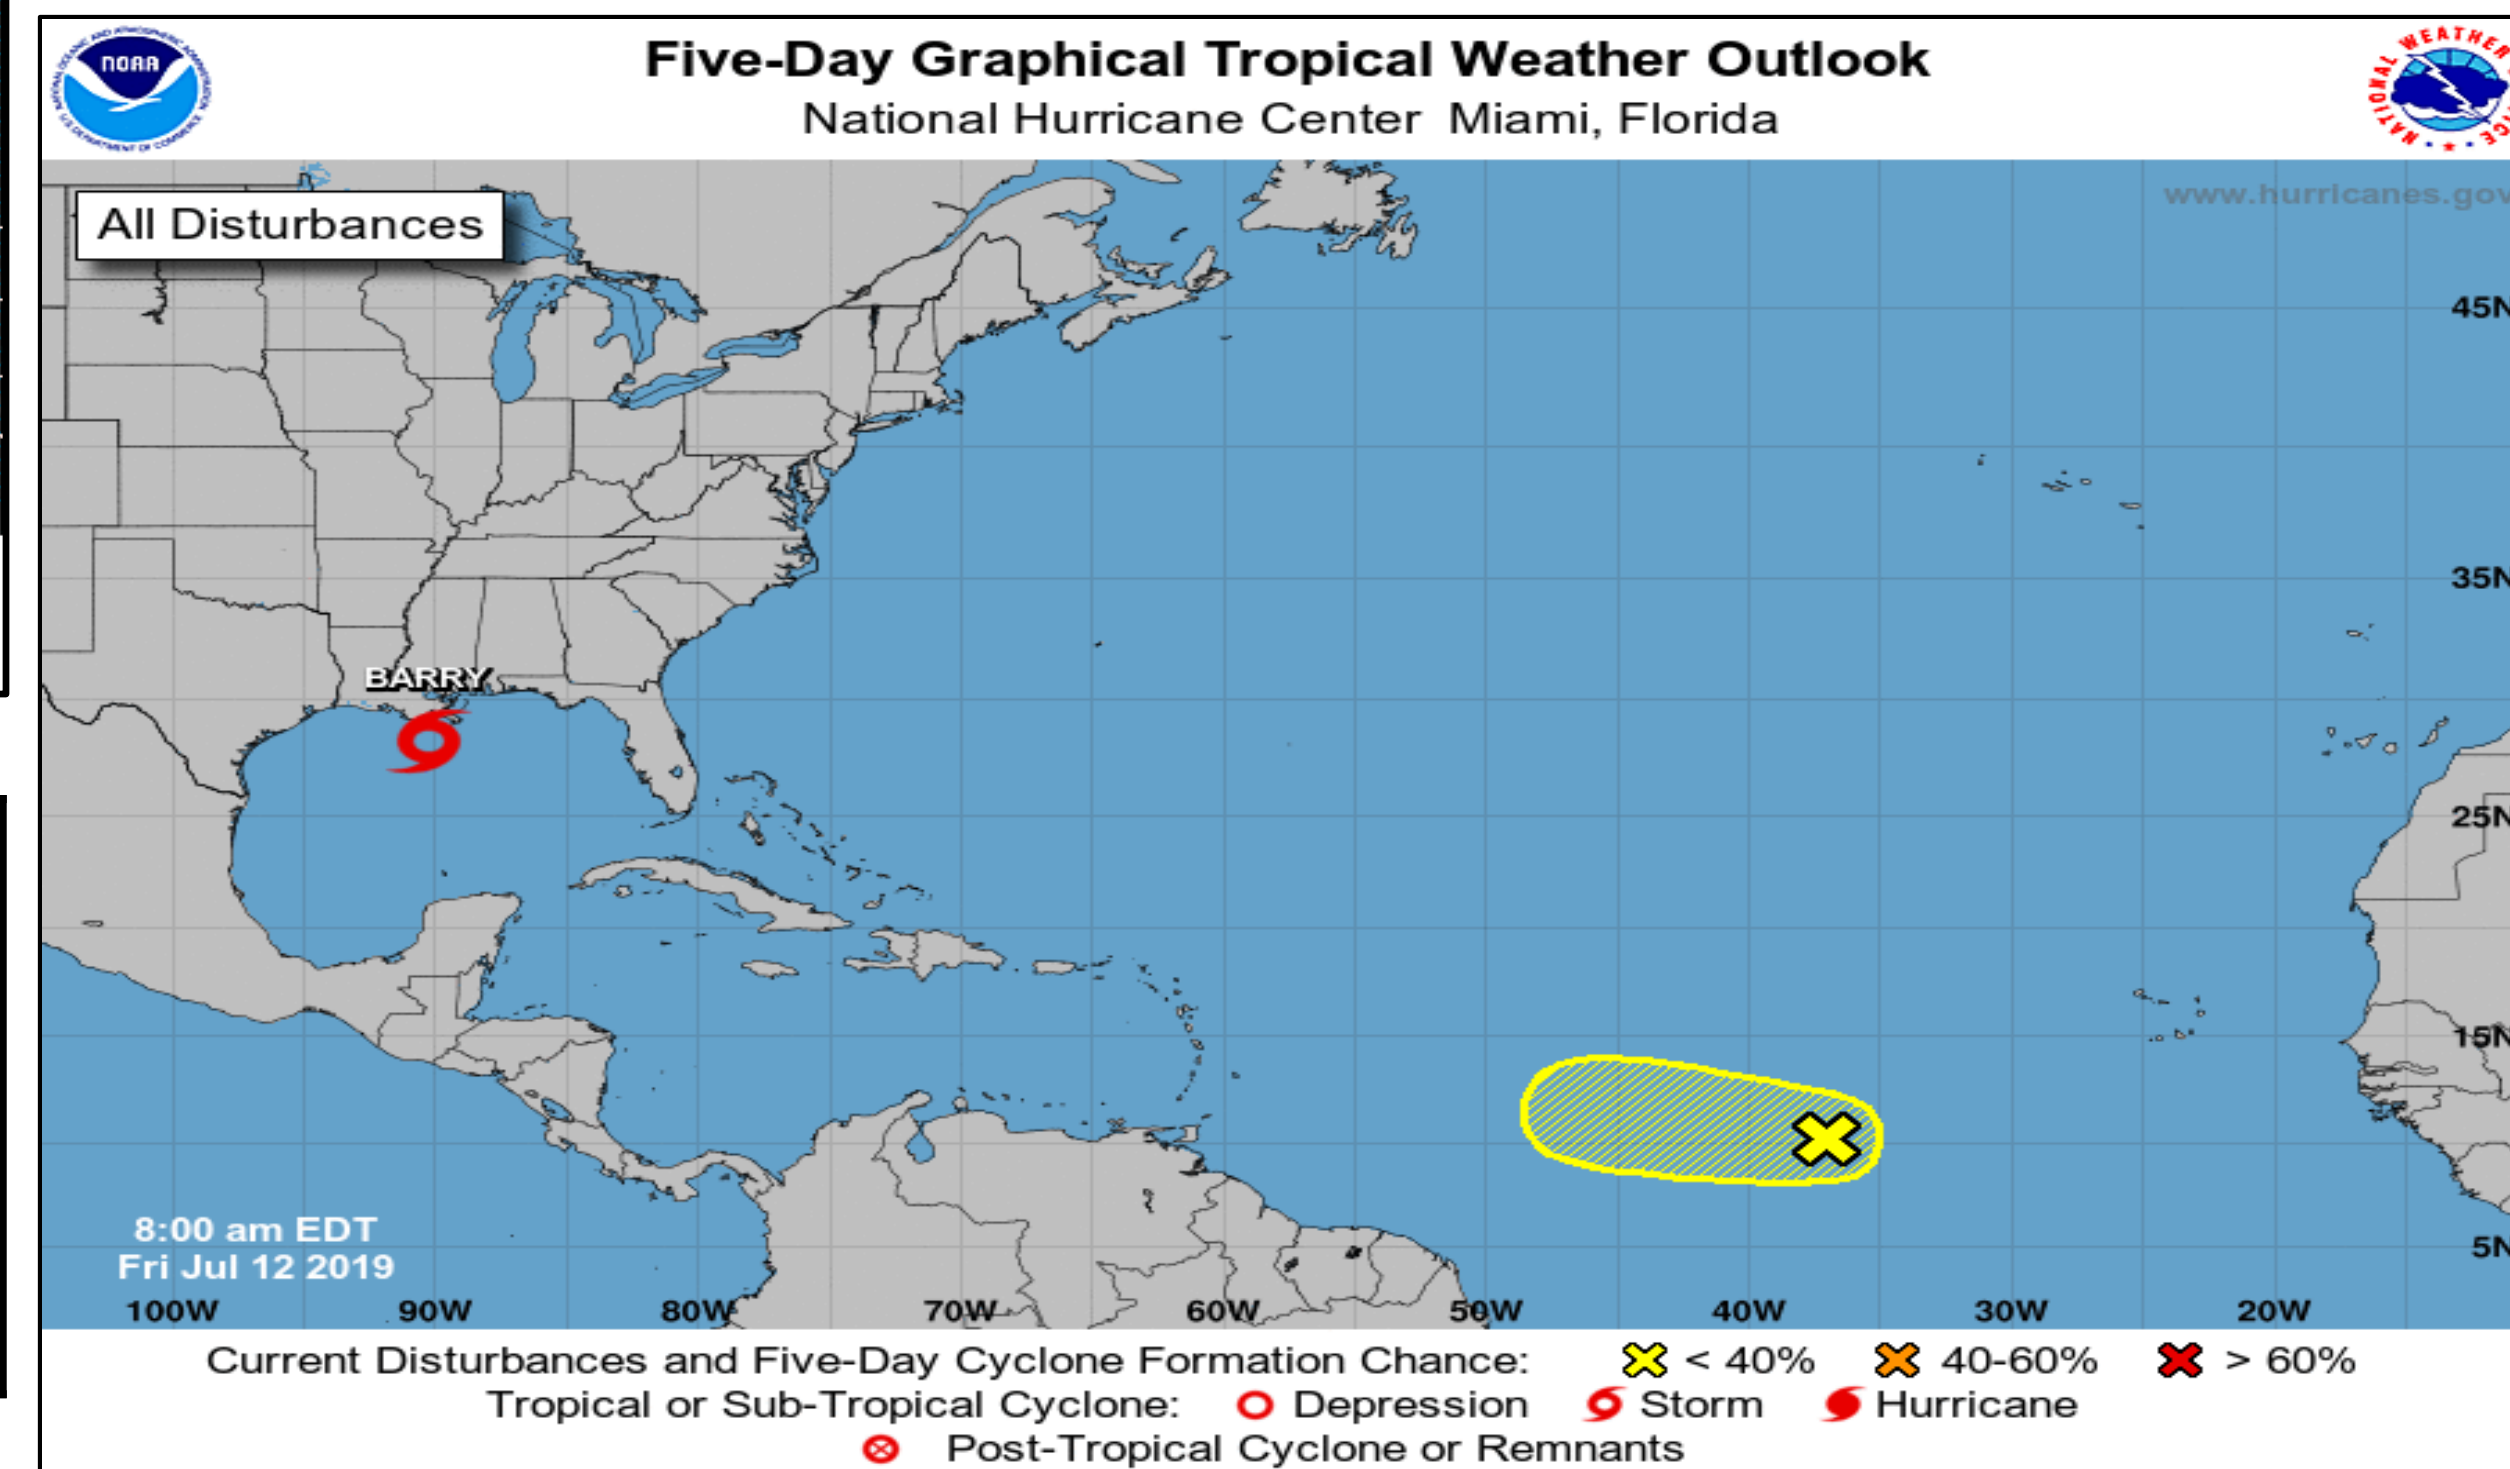 Five-Day Graphical Tropical Weather Outlook
National Hurricane Center Miami, Florida
NOAA
NATIONAL WEATHER
All Disturbances
www.hurricanes.gov
45N
35N
BARRY
25N
15N
8:00 am EDT
Fri Jul 12 2019
5N
100W 90W 80W 70W 60W 50W 40W 30W 20W
Current Disturbances and Five-Day Cyclone Formation Chance: < 40% 40-60% > 60%
Tropical or Sub-Tropical Cyclone: Depression Storm Hurricane
Post-Tropical Cyclone or Remnants